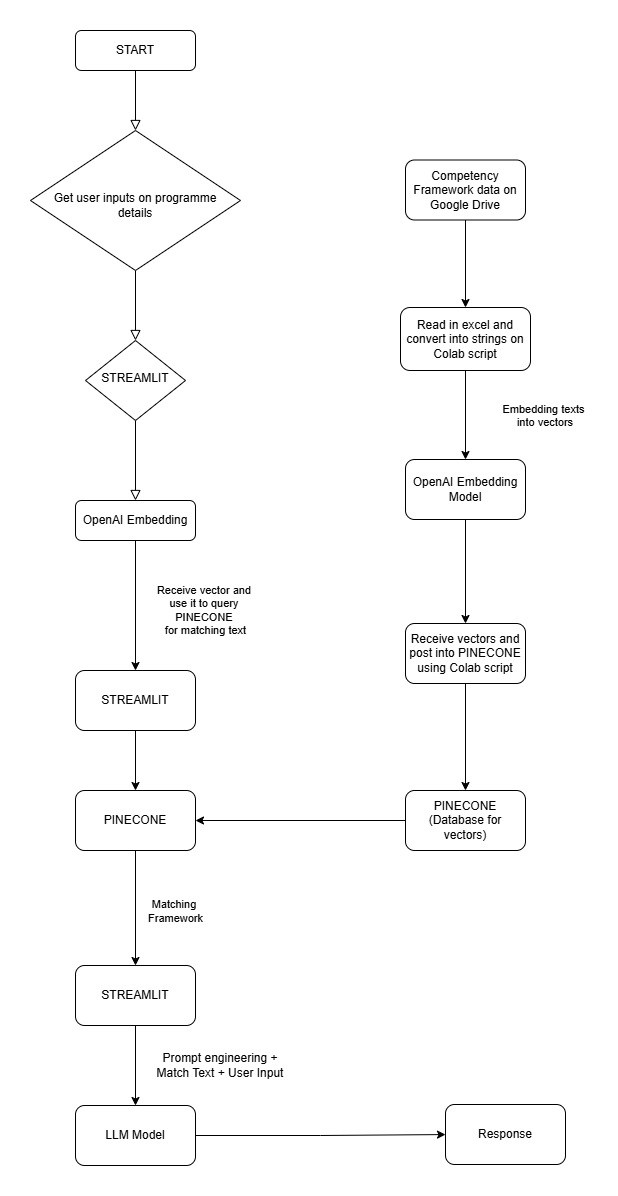 START
Get user inputs on programme
details
STREAMLIT
OpenAI Embedding
Receive vector and
use it to query
PINECONE
for matching text
STREAMLIT
PINECONE
Matching
Framework
STREAMLIT
Prompt engineering +
Match Text + User Input
LLM Model
Competency
Framework data on
Google Drive
Read in excel and
convert into strings on
Colab script
Embedding texts
into vectors
OpenAI Embedding
Model
Receive vectors and
post into PINECONE
using Colab script
PINECONE
(Database for
vectors)
Response